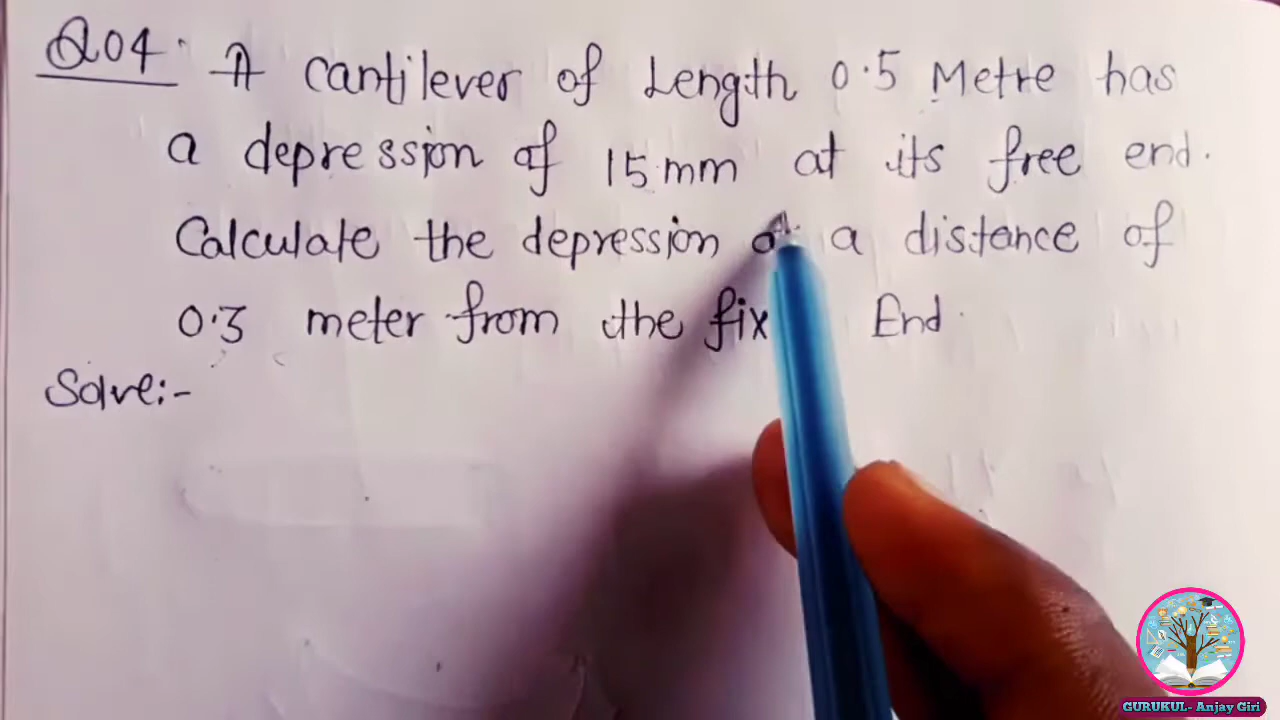 Q04. A cantilever of Length 0.5 Metre has
a depression of 15 mm at its free end.
Calculate the depression a distance of
0.3 meter from the fix End.
Solve:-
GURUKUL- Anjay Giri